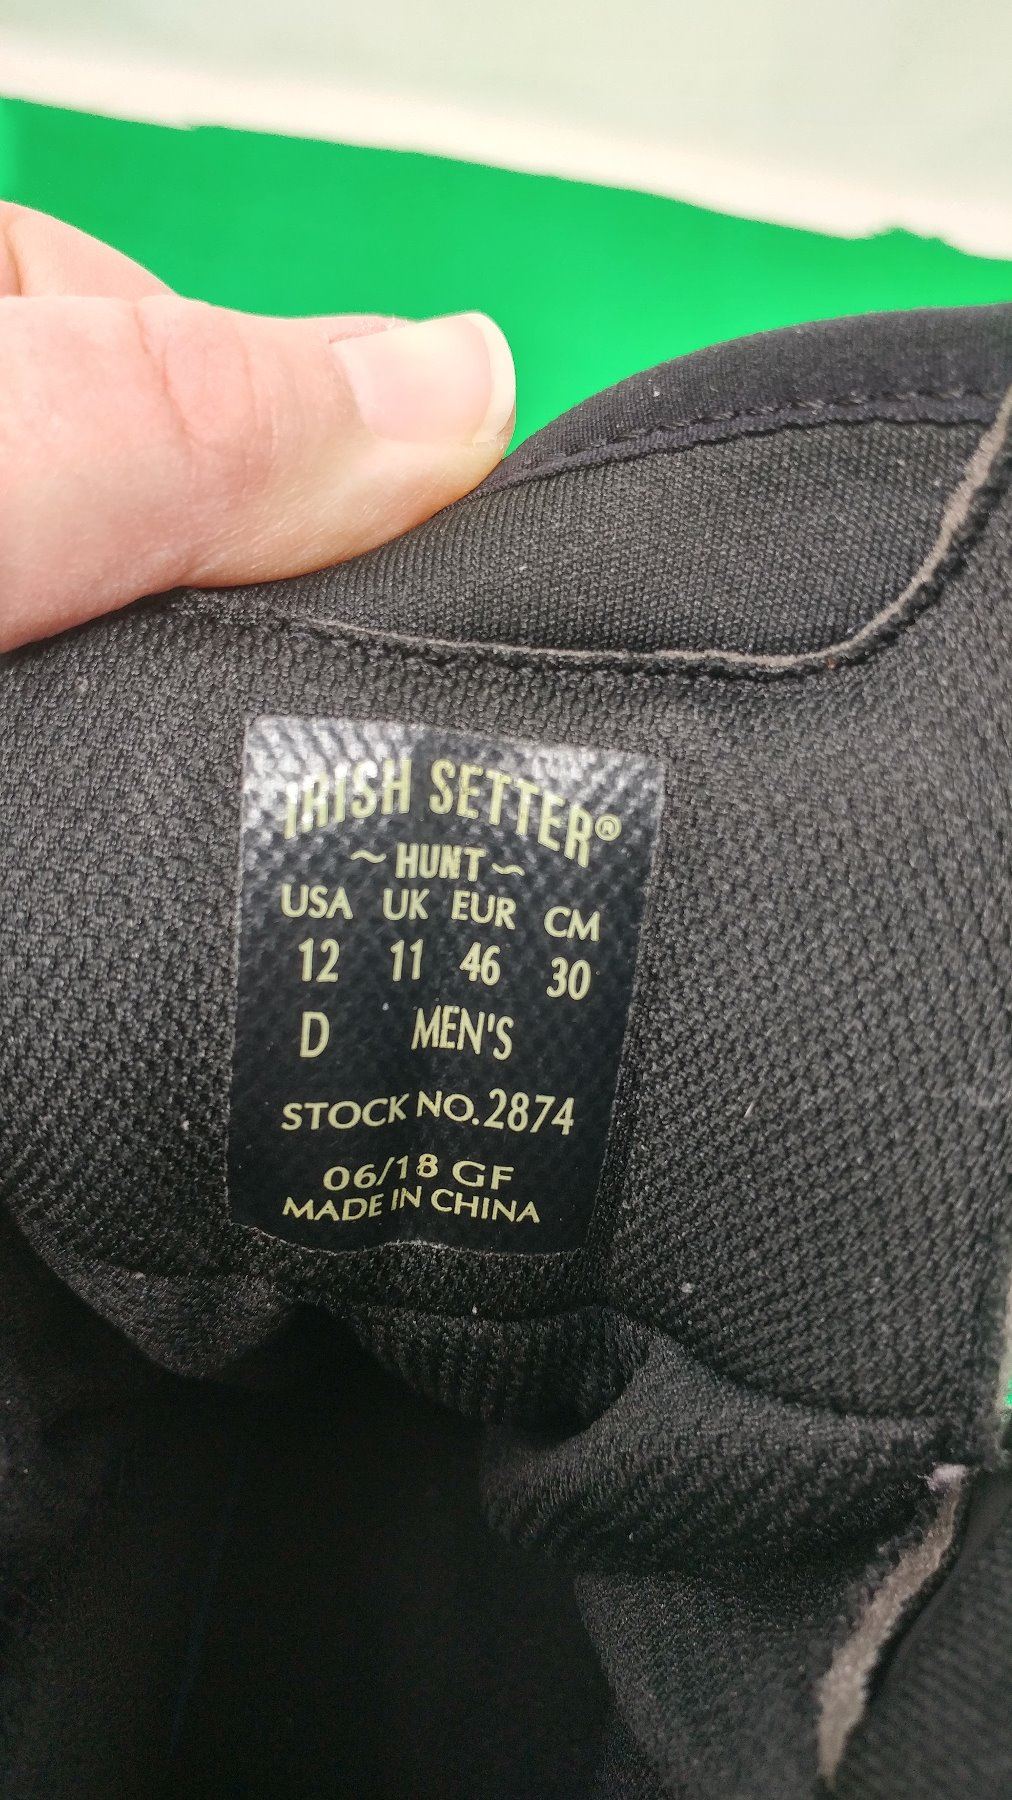 IRISH SETTER®
~ HUNT ~
USA UK EUR CM
12 11 46 30
D MEN'S
STOCK NO. 2874
06/18 GF
MADE IN CHINA